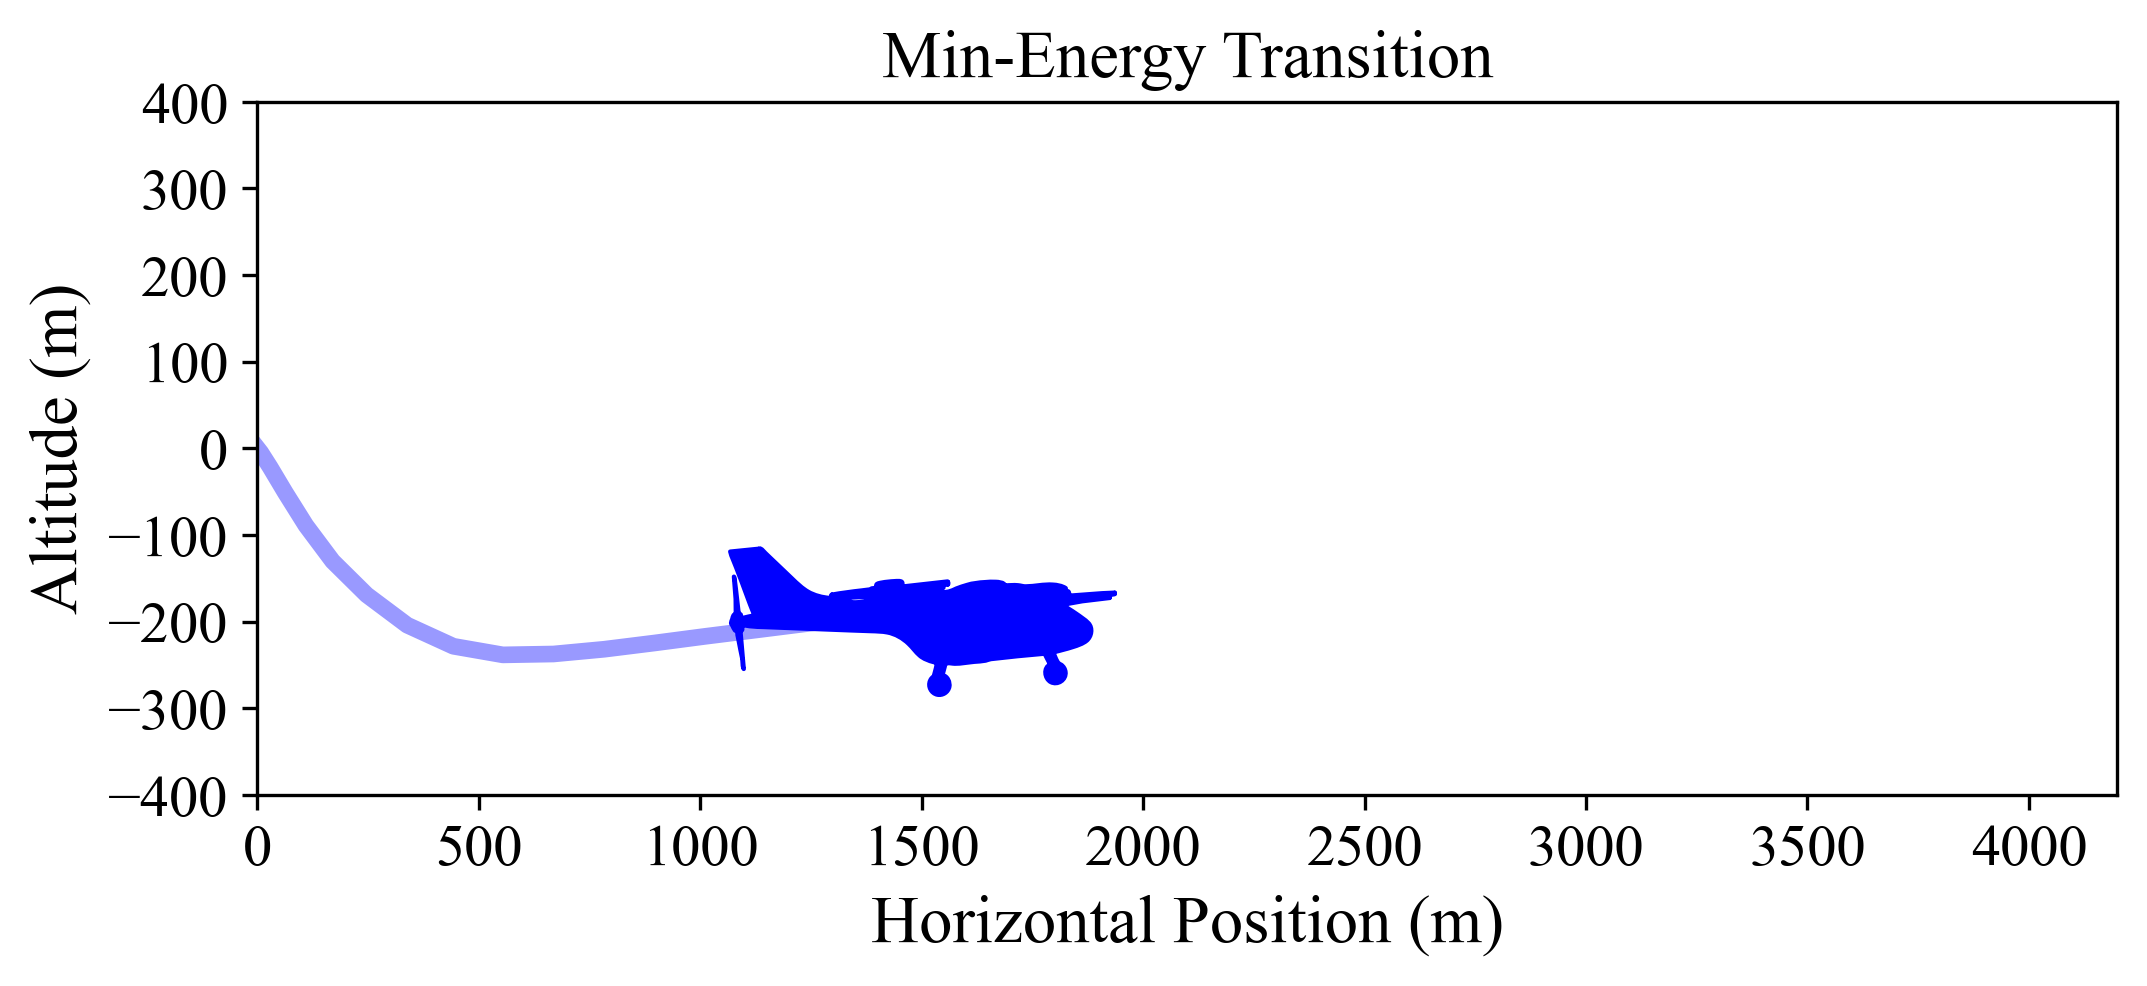 Min-Energy Transition
400
300
200
100
0
−100
−200
−300
−400
Altitude (m)
0 500 1000 1500 2000 2500 3000 3500 4000
Horizontal Position (m)